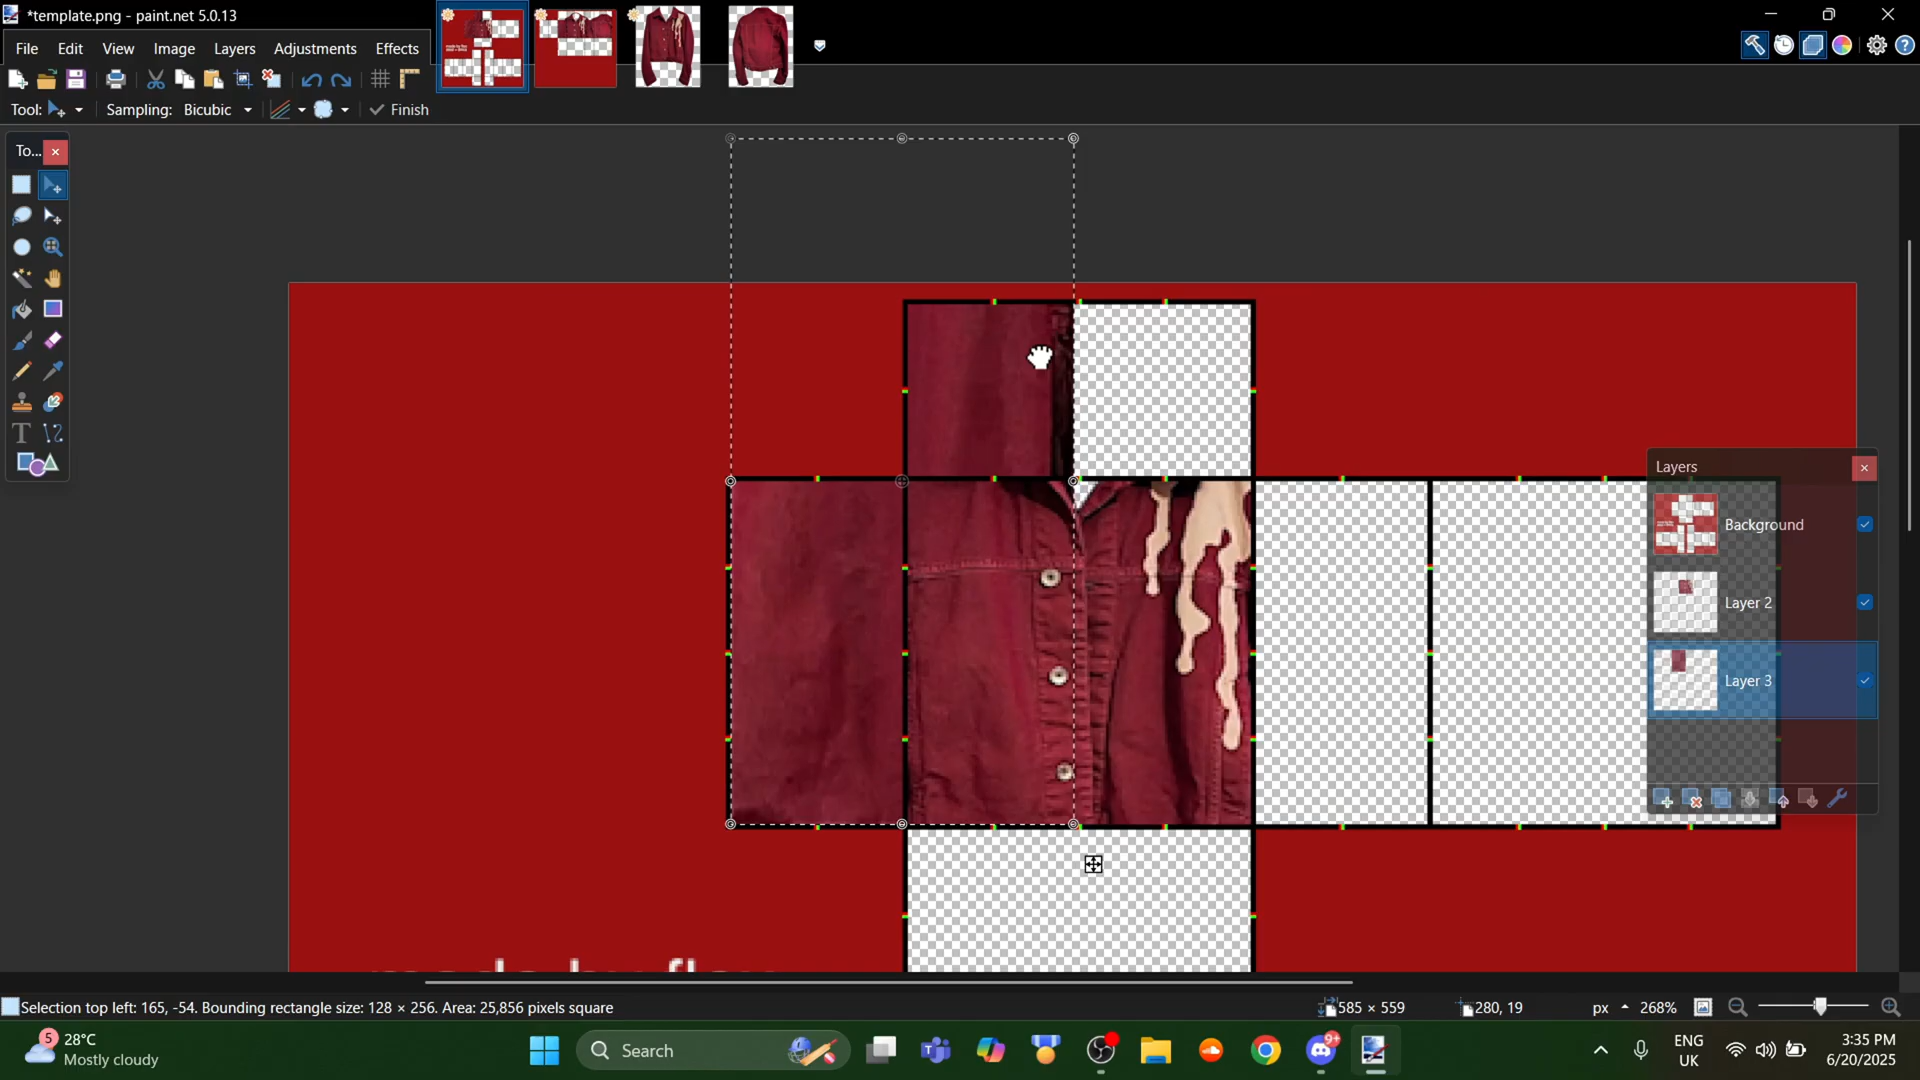 *template.png - paint.net 5.0.13
File Edit View Image Layers Adjustments Effects
Tool: Sampling: Bicubic Finish
To...
Layers
Background
Layer 2
Layer 3
Selection top left: 165, -54. Bounding rectangle size: 128 × 256. Area: 25,856 pixels square
585 × 559
280, 19
px
268%
5
28°C
Mostly cloudy
Search
9+
ENG
UK
3:35 PM
6/20/2025